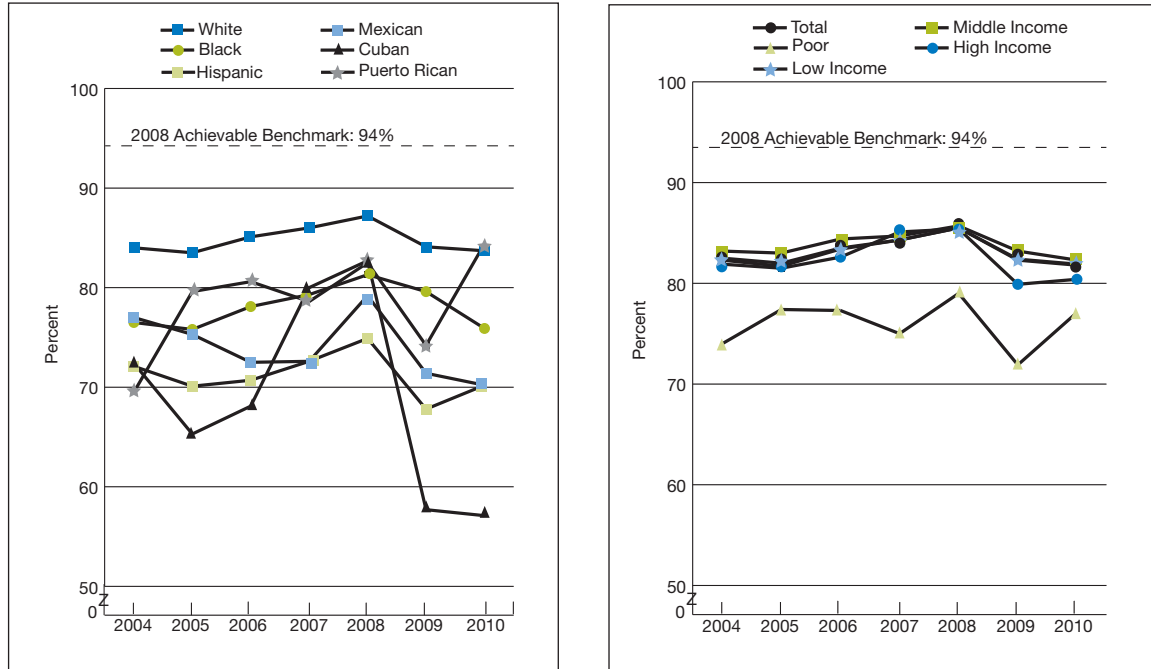 White
Black
Hispanic
Mexican
Cuban
Puerto Rican
100
2008 Achievable Benchmark: 94%
90
80
Percent
70
60
50
Z
0
2004 2005 2006 2007 2008 2009 2010
Total
Poor
Low Income
Middle Income
High Income
100
2008 Achievable Benchmark: 94%
90
80
Percent
70
60
50
Z
0
2004 2005 2006 2007 2008 2009 2010